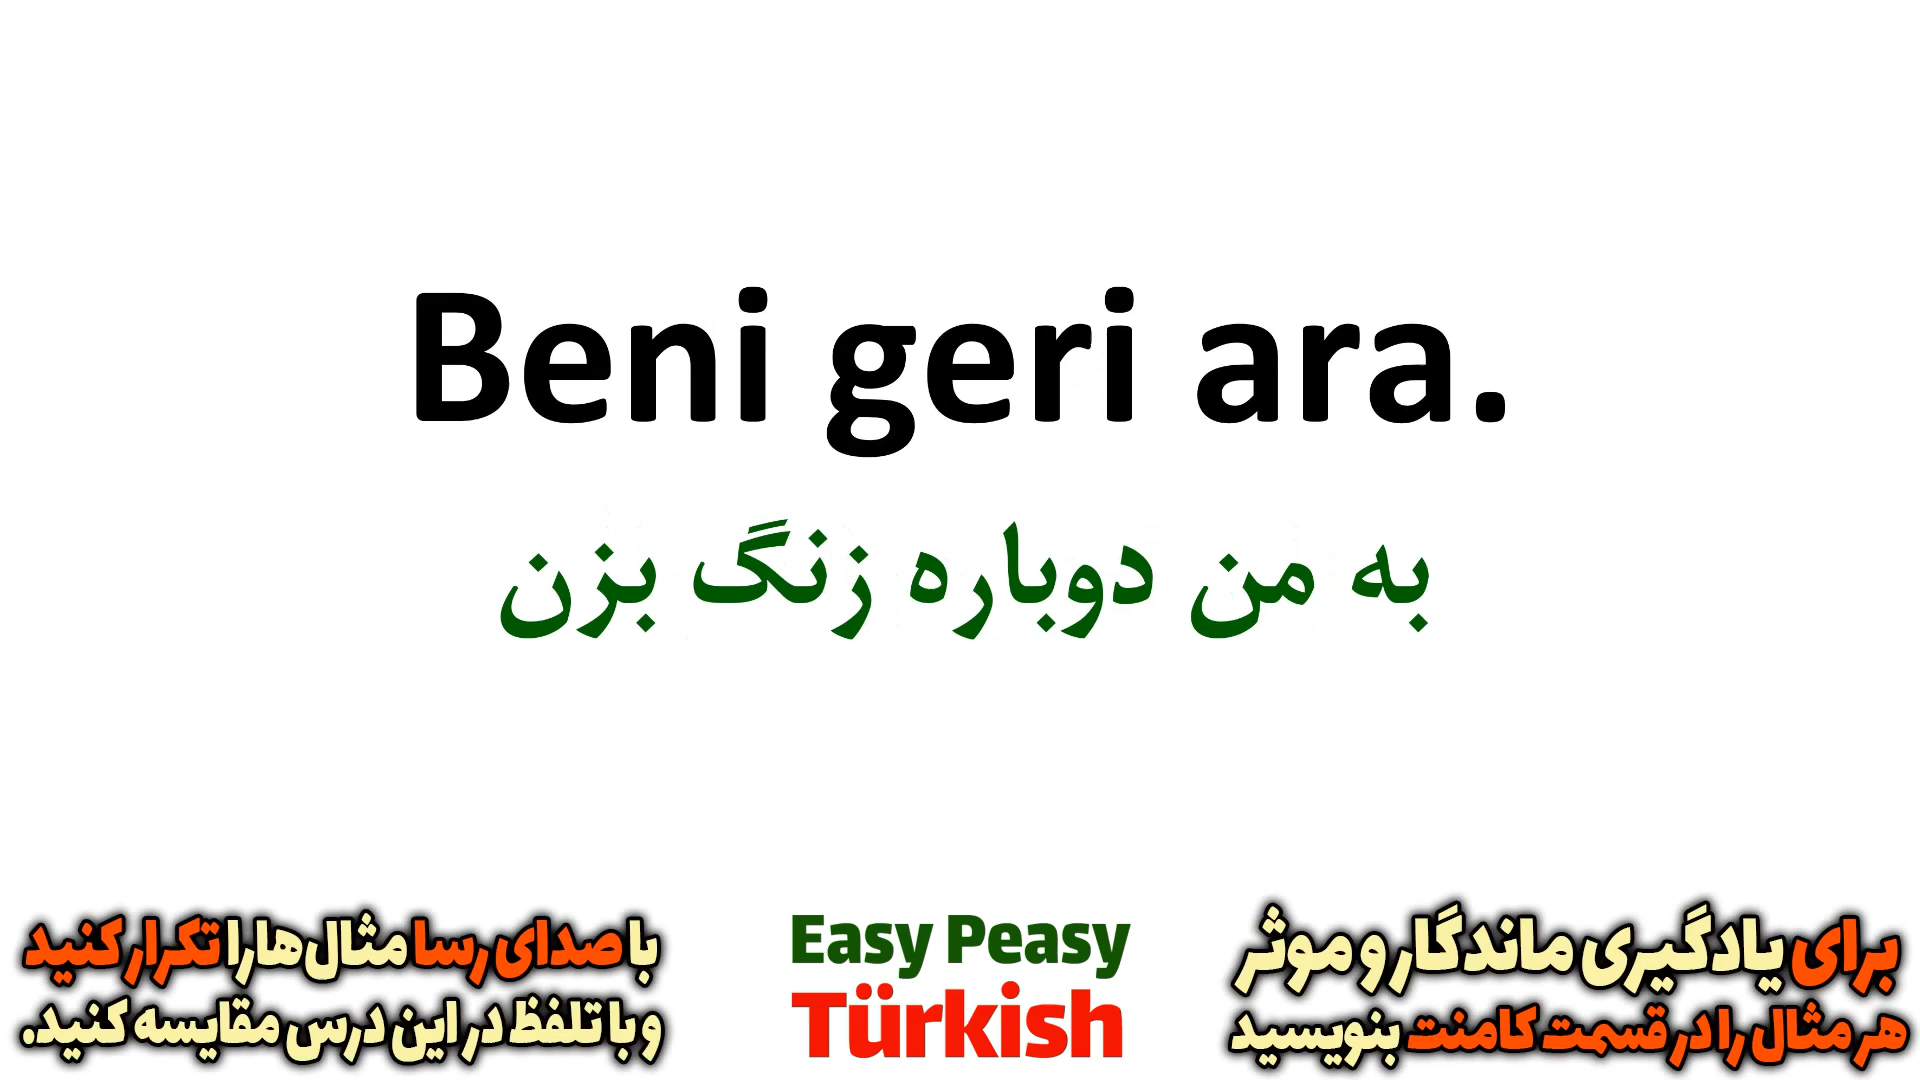 Beni geri ara.
به من دوباره زنگ بزن
برای یادگیری ماندگار و موثر
هر مثال را در قسمت کامنت بنویسید
Easy Peasy
Türkish
با صدای رسا مثال‌ها را تکرار کنید
و با تلفظ در این درس مقایسه کنید.